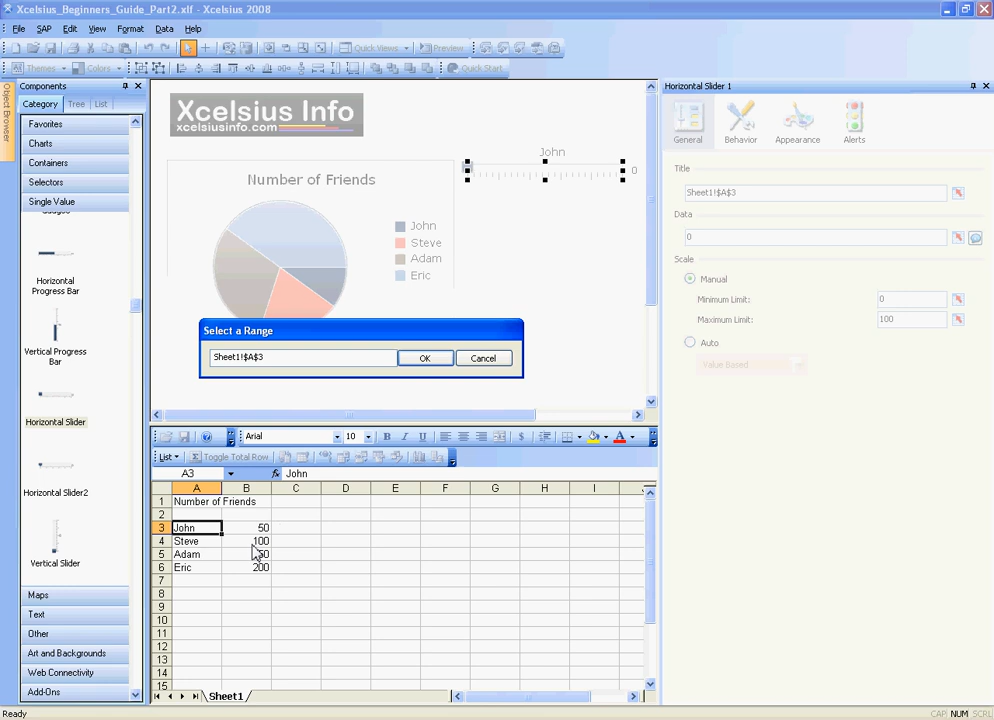 Xcelsius_Beginners_Guide_Part2.xlf - Xcelsius 2008
File SAP Edit View Format Data Help
Quick Views Preview
Themes Colors Quick Start
Object Browser
Components
Category Tree List
Favorites
Charts
Containers
Selectors
Single Value
Horizontal
Progress Bar
Vertical Progress
Bar
Horizontal Slider
Horizontal Slider2
Vertical Slider
Maps
Text
Other
Art and Backgrounds
Web Connectivity
Add-Ons
Xcelsius Info
xcelsiusinfo.com
John
0
Number of Friends
John
Steve
Adam
Eric
Select a Range
Sheet1!$A$3
OK Cancel
Arial 10 B I U $ A
List Toggle Total Row
A3 fx John
A B C D E F G H I
1 Number of Friends
2
3 John 50
4 Steve 100
5 Adam
6 Eric 200
7
8
9
10
11
12
13
14
15
Sheet1
Horizontal Slider 1
General Behavior Appearance Alerts
Title
Sheet1!$A$3
Data
0
Scale
Manual
Minimum Limit: 0
Maximum Limit: 100
Auto
Value Based
Ready
CAP NUM SCRL